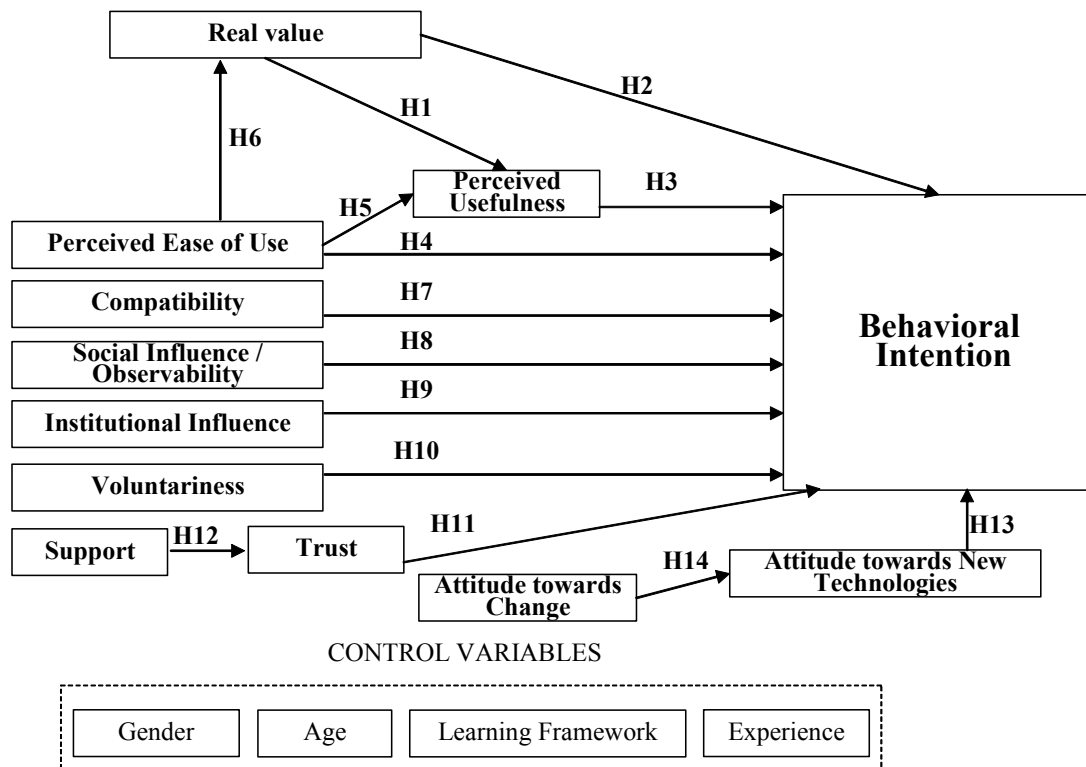 Real value
H2
H1
H6
Perceived
Usefulness
H3
H5
Perceived Ease of Use
H4
Compatibility
H7
Behavioral
Intention
Social Influence /
Observability
H8
Institutional Influence
H9
Voluntariness
H10
Support
H12
Trust
H11
H13
Attitude towards
Change
H14
Attitude towards New
Technologies
CONTROL VARIABLES
Gender
Age
Learning Framework
Experience